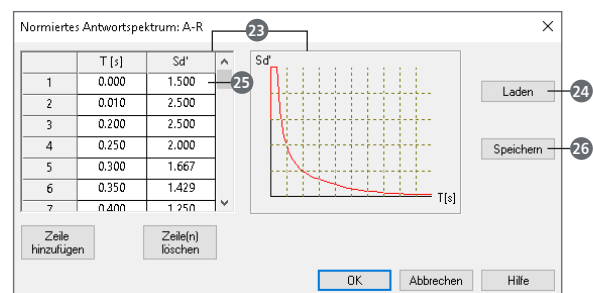 Normiertes Antwortspektrum: A-R
23
T [s] Sd'
1 0.000 1.500
2 0.010 2.500
3 0.200 2.500
4 0.250 2.000
5 0.300 1.667
6 0.350 1.429
7 0.400 1.250
25
Sd'
T[s]
Laden
24
Speichern
26
Zeile
hinzufügen
Zeile(n)
löschen
OK Abbrechen Hilfe